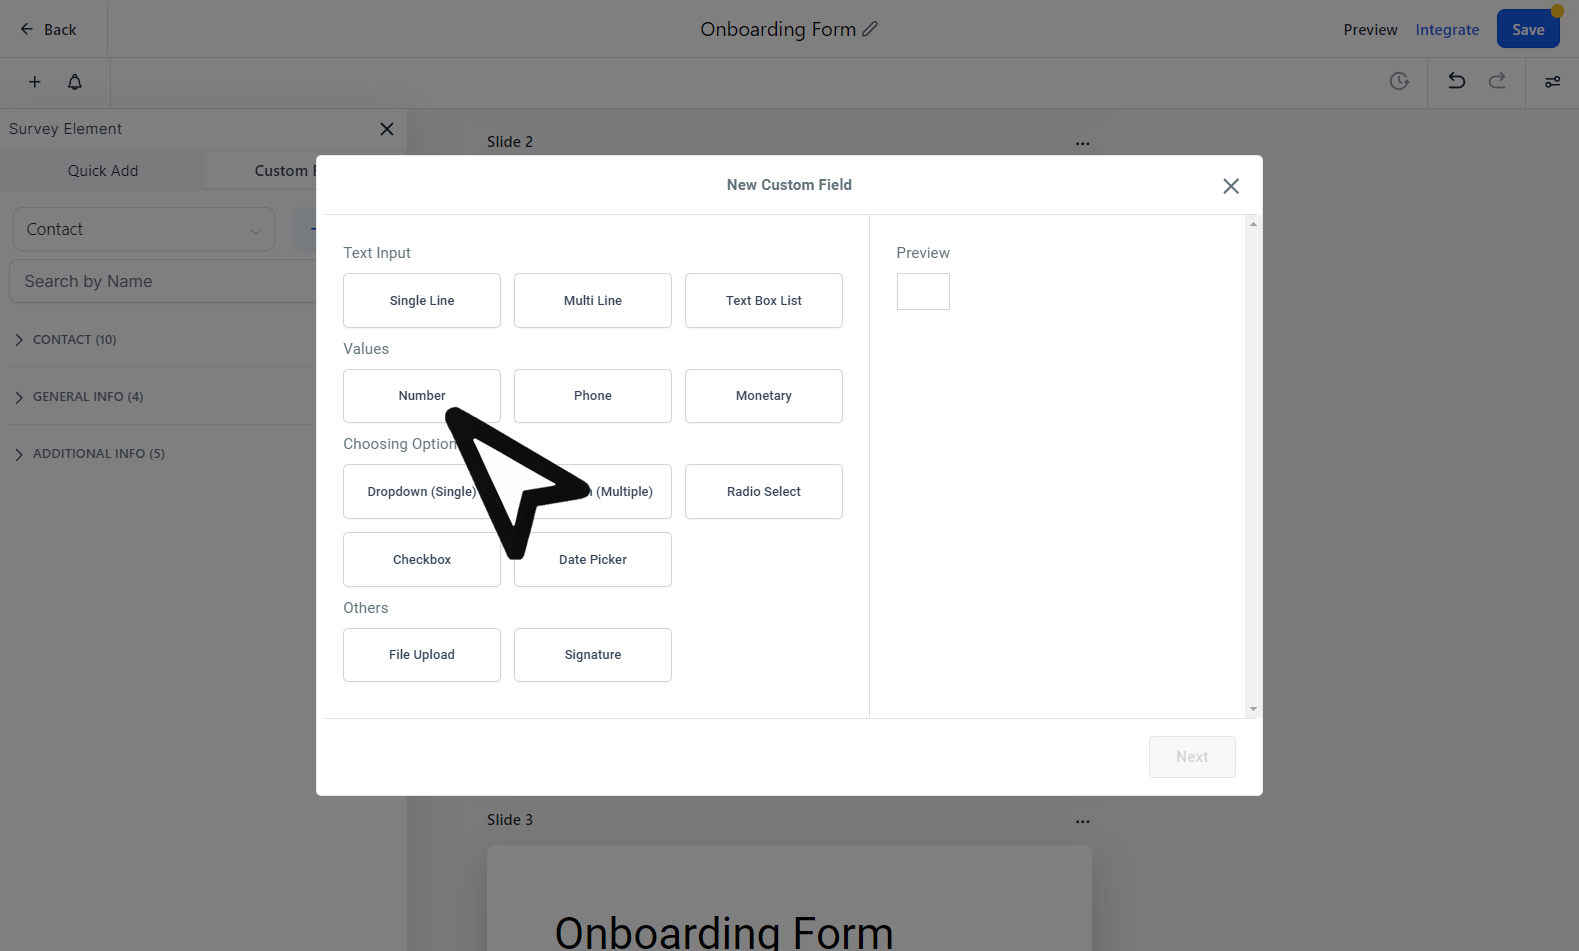 Back
Onboarding Form
Preview
Integrate
Save
Survey Element
Slide 2
Quick Add
Custom
New Custom Field
Contact
Search by Name
CONTACT (10)
GENERAL INFO (4)
ADDITIONAL INFO (5)
Text Input
Single Line
Multi Line
Text Box List
Values
Number
Phone
Monetary
Choosing Option
Dropdown (Single)
(Multiple)
Radio Select
Checkbox
Date Picker
Others
File Upload
Signature
Preview
Next
Slide 3
Onboarding Form